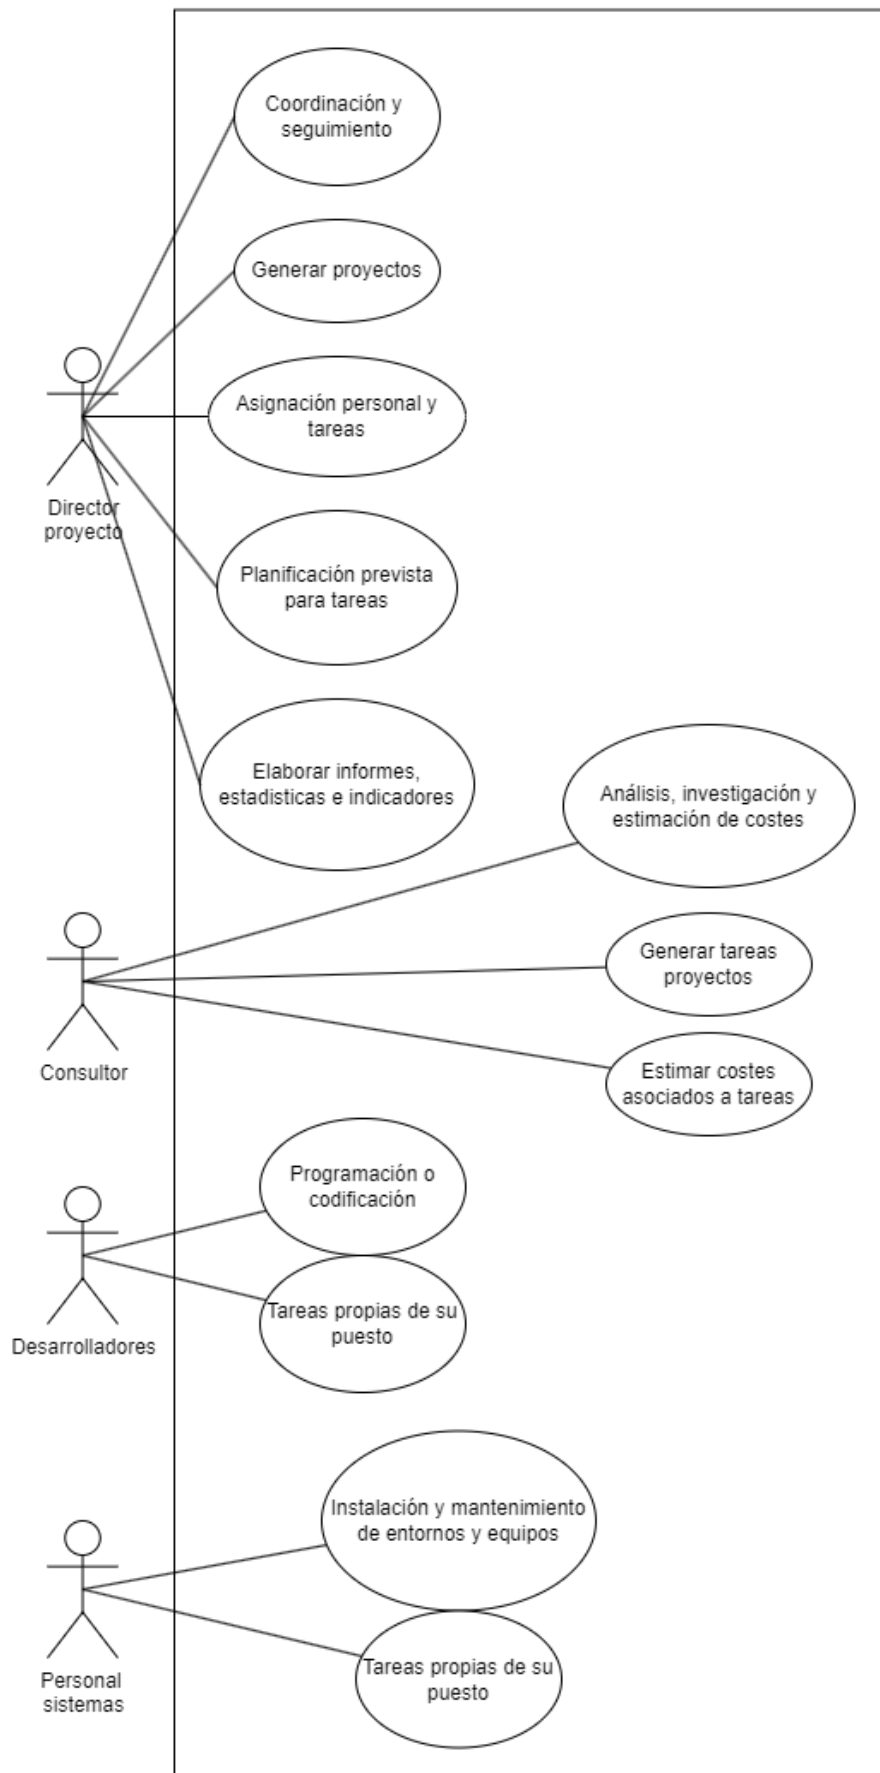 Coordinación y
seguimiento
Generar proyectos
Asignación personal y
tareas
Director
proyecto
Planificación prevista
para tareas
Elaborar informes,
estadisticas e indicadores
Análisis, investigación y
estimación de costes
Generar tareas
proyectos
Consultor
Estimar costes
asociados a tareas
Programación o
codificación
Tareas propias de su
puesto
Desarrolladores
Instalación y mantenimiento
de entornos y equipos
Tareas propias de su
puesto
Personal
sistemas